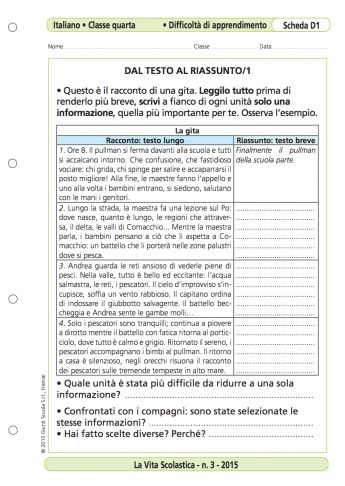 Italiano • Classe quarta • Difficoltà di apprendimento Scheda D1
Nome Classe Data
DAL TESTO AL RIASSUNTO/1
• Questo è il racconto di una gita. Leggilo tutto prima di
renderlo più breve, scrivi a fianco di ogni unità solo una
informazione, quella più importante per te. Osserva l'esempio.
La gita
Racconto: testo lungo Riassunto: testo breve
1. Ore 8. Il pullman si ferma davanti alla scuola e tutti
si accalcano intorno. Che confusione, che fastidioso
vociare: chi grida, chi spinge per salire e accaparrarsi il
posto migliore! Alla fine, le maestre fanno l'appello e
uno alla volta i bambini entrano, si siedono, salutano
con le mani i genitori.
Finalmente il pullman
della scuola parte.
2. Lungo la strada, la maestra fa una lezione sul Po:
dove nasce, quanto è lungo, le regioni che attraver-
sa, il delta, le valli di Comacchio... Mentre la maestra
parla, i bambini pensano a ciò che li aspetta a Co-
macchio: un battello che li porterà nelle zone palustri
dove si pesca.
3. Andrea guarda le reti ansioso di vederle piene di
pesci. Nella valle, tutto è bello ed eccitante: l'acqua
salmastra, le reti, i pescatori. Il cielo d'improvviso s'in-
cupisce, soffia un vento rabbioso. Il capitano ordina
di indossare il giubbotto salvagente. Il battello bec-
cheggia e Andrea sente le gambe molli...
4. Solo i pescatori sono tranquilli; continua a piovere
a dirotto mentre il battello con fatica ritorna al portic-
ciolo, dove tutto è calmo e grigio. Ritornato il sereno, i
pescatori accompagnano i bimbi al pullman. Il ritorno
a casa è silenzioso, negli orecchi risuona il racconto
dei pescatori sulle tremende tempeste in alto mare.
• Quale unità è stata più difficile da ridurre a una sola
informazione?
• Confrontati con i compagni: sono state selezionate le
stesse informazioni?
• Hai fatto scelte diverse? Perché?
© 2015 Giunti Scuola S.r.l., Firenze
La Vita Scolastica - n. 3 - 2015